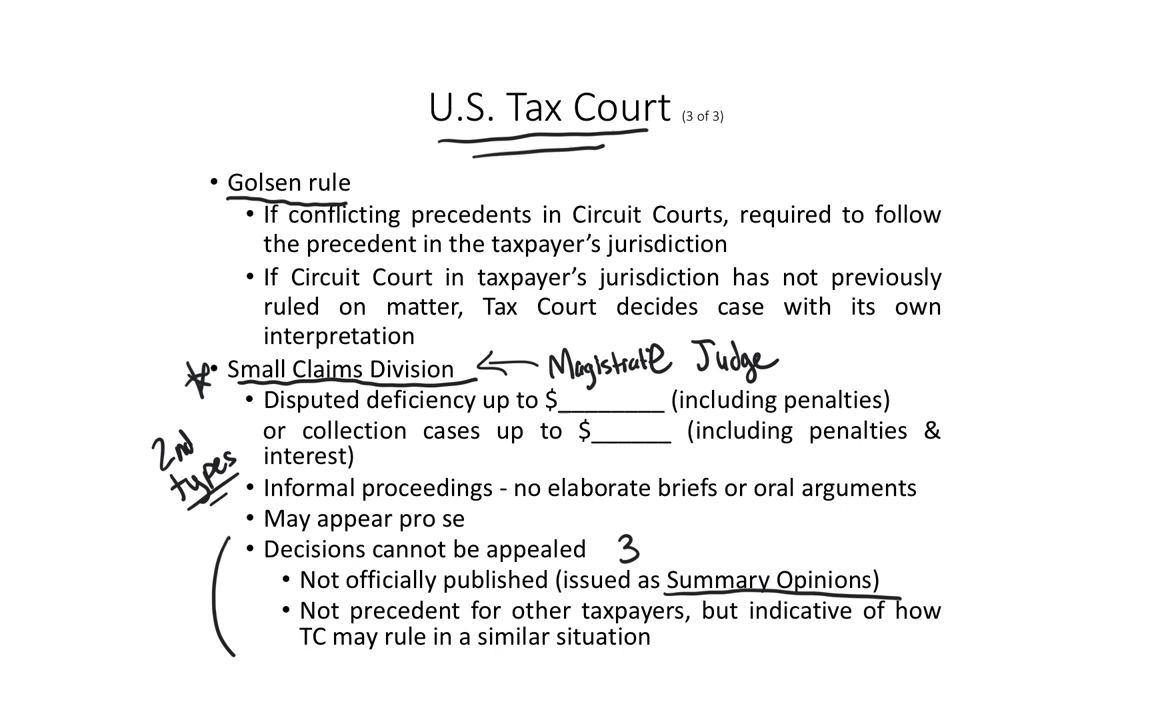 U.S. Tax Court (3 of 3)
• Golsen rule
• If conflicting precedents in Circuit Courts, required to follow
the precedent in the taxpayer’s jurisdiction
• If Circuit Court in taxpayer’s jurisdiction has not previously
ruled on matter, Tax Court decides case with its own
interpretation
• Small Claims Division ← Magistrate Judge
• Disputed deficiency up to $________ (including penalties)
or collection cases up to $______ (including penalties &
interest)
2nd
types
• Informal proceedings - no elaborate briefs or oral arguments
• May appear pro se
• Decisions cannot be appealed 3
• Not officially published (issued as Summary Opinions)
• Not precedent for other taxpayers, but indicative of how
TC may rule in a similar situation